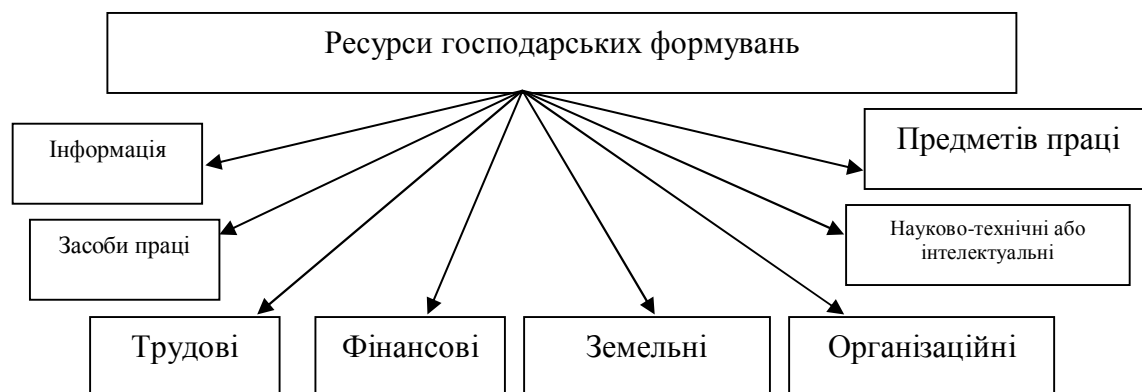 Ресурси господарських формувань
Інформація
Предметів праці
Засоби праці
Науково-технічні або
інтелектуальні
Трудові
Фінансові
Земельні
Організаційні